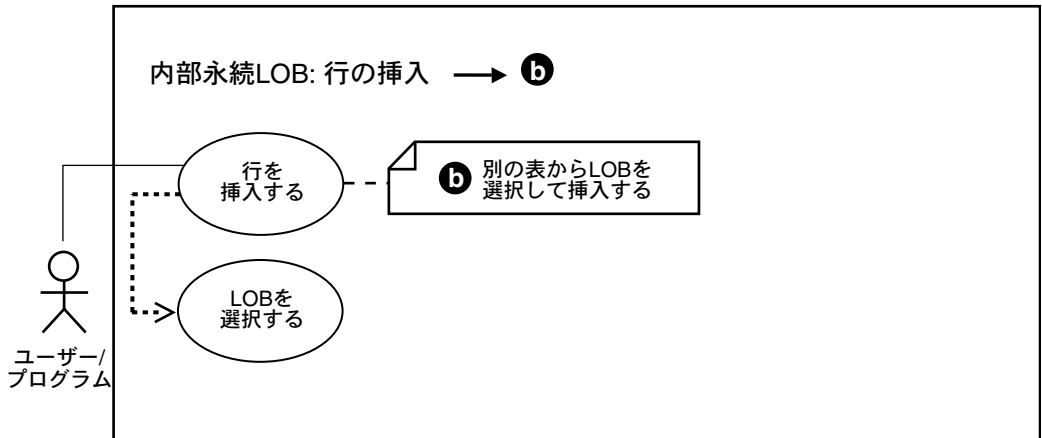 内部永続LOB: 行の挿入 → b
行を
挿入する
b 別の表からLOBを
選択して挿入する
LOBを
選択する
ユーザー/
プログラム